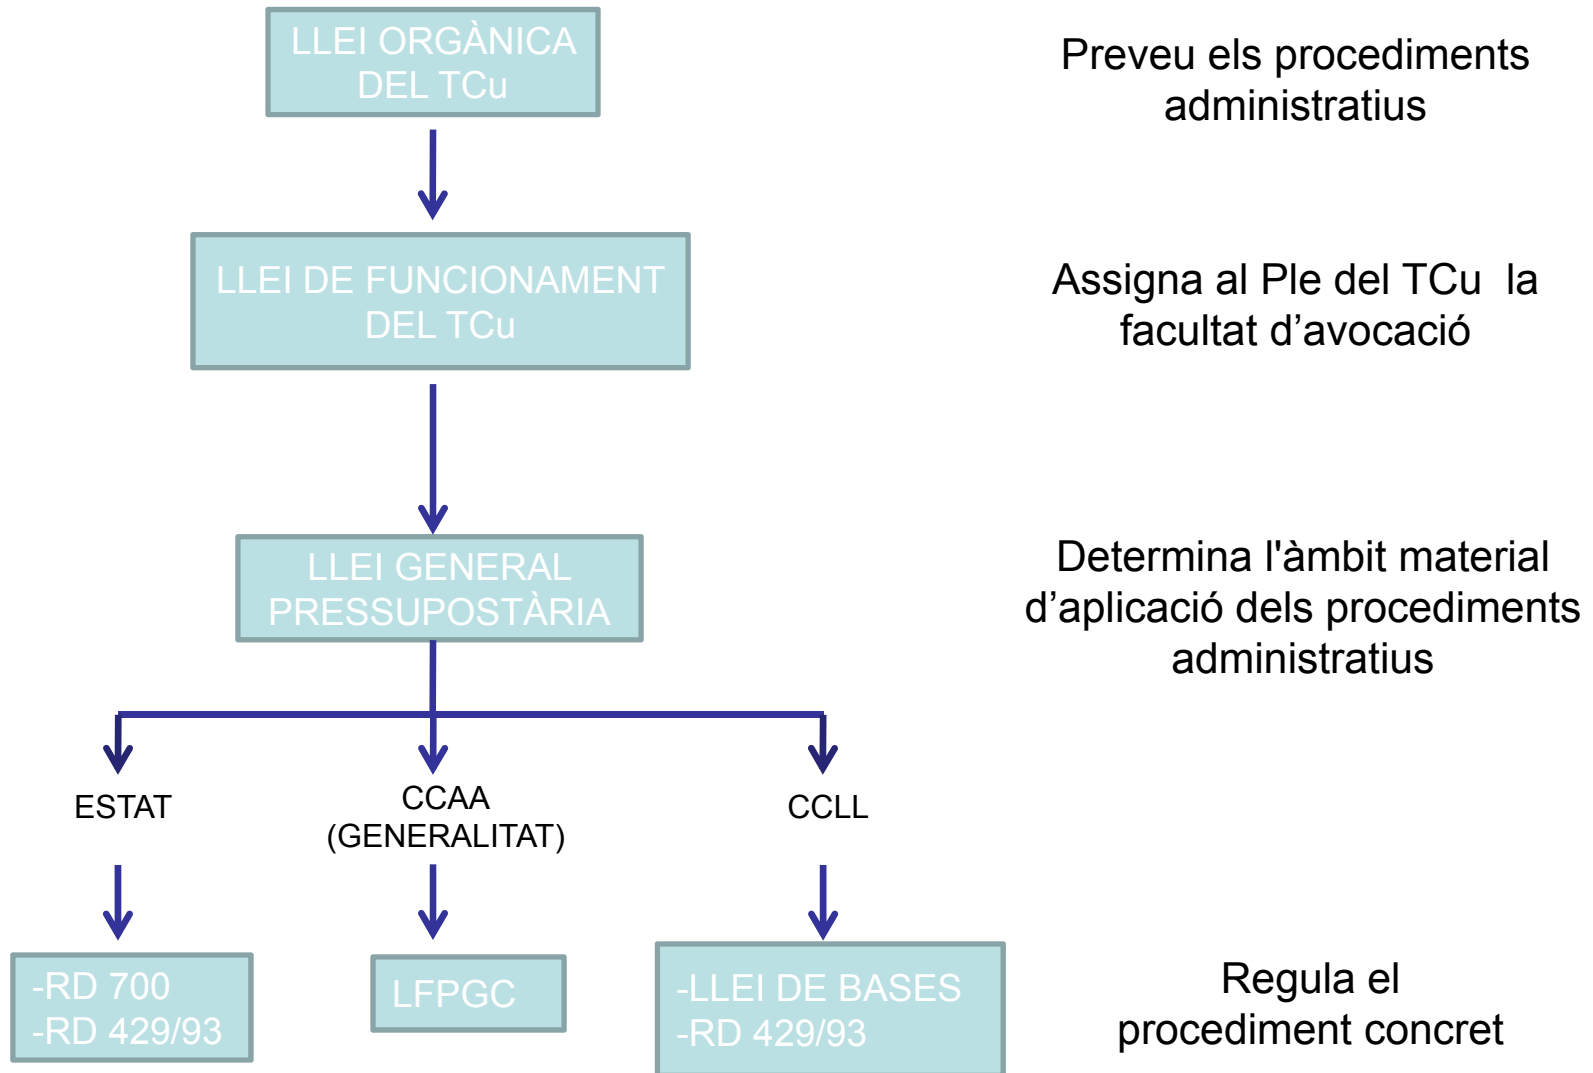 LLEI ORGÀNICA
DEL TCu
Preveu els procediments
administratius
LLEI DE FUNCIONAMENT
DEL TCu
Assigna al Ple del TCu la
facultat d’avocació
LLEI GENERAL
PRESSUPOSTÀRIA
Determina l'àmbit material
d’aplicació dels procediments
administratius
ESTAT
CCAA
(GENERALITAT)
CCLL
-RD 700
-RD 429/93
LFPGC
-LLEI DE BASES
-RD 429/93
Regula el
procediment concret